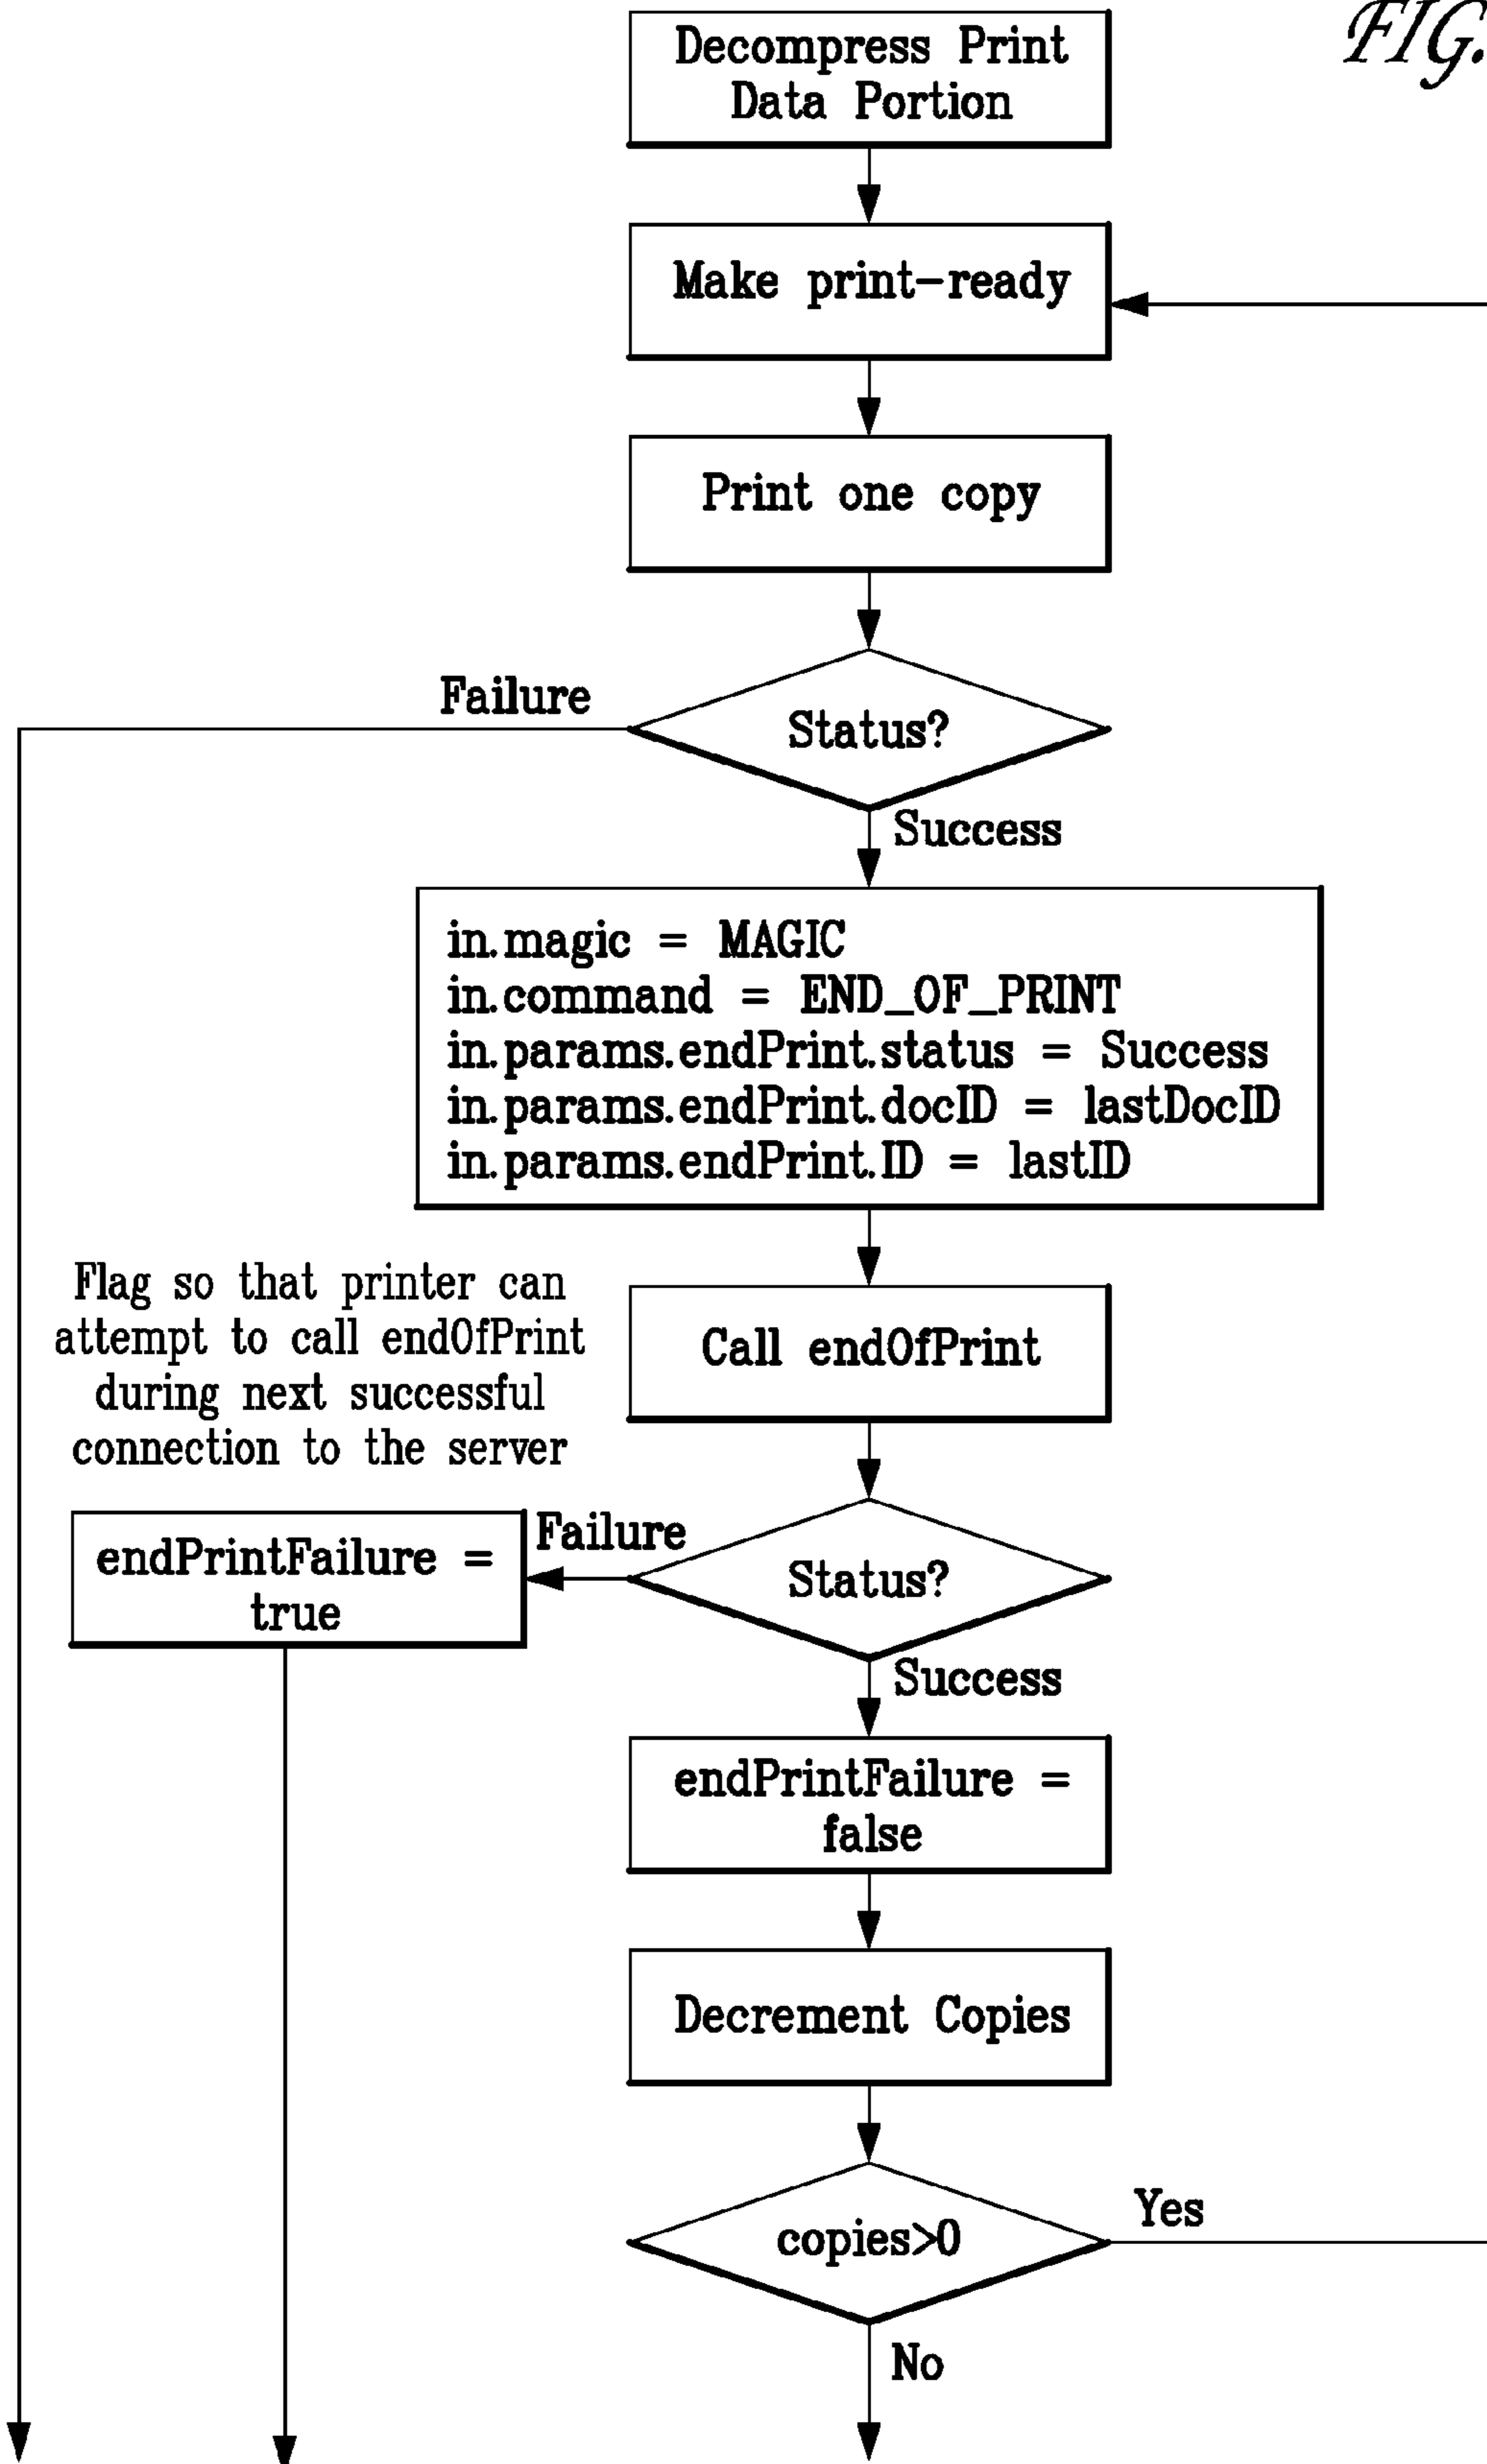 FIG.
Decompress Print
Data Portion
Make print-ready
Print one copy
Failure
Status?
Success
in.magic = MAGIC
in.command = END_OF_PRINT
in.params.endPrint.status = Success
in.params.endPrint.docID = lastDocID
in.params.endPrint.ID = lastID
Flag so that printer can
attempt to call endOfPrint
during next successful
connection to the server
Call endOfPrint
Failure
Status?
endPrintFailure =
true
Success
endPrintFailure =
false
Decrement Copies
Yes
copies>0
No